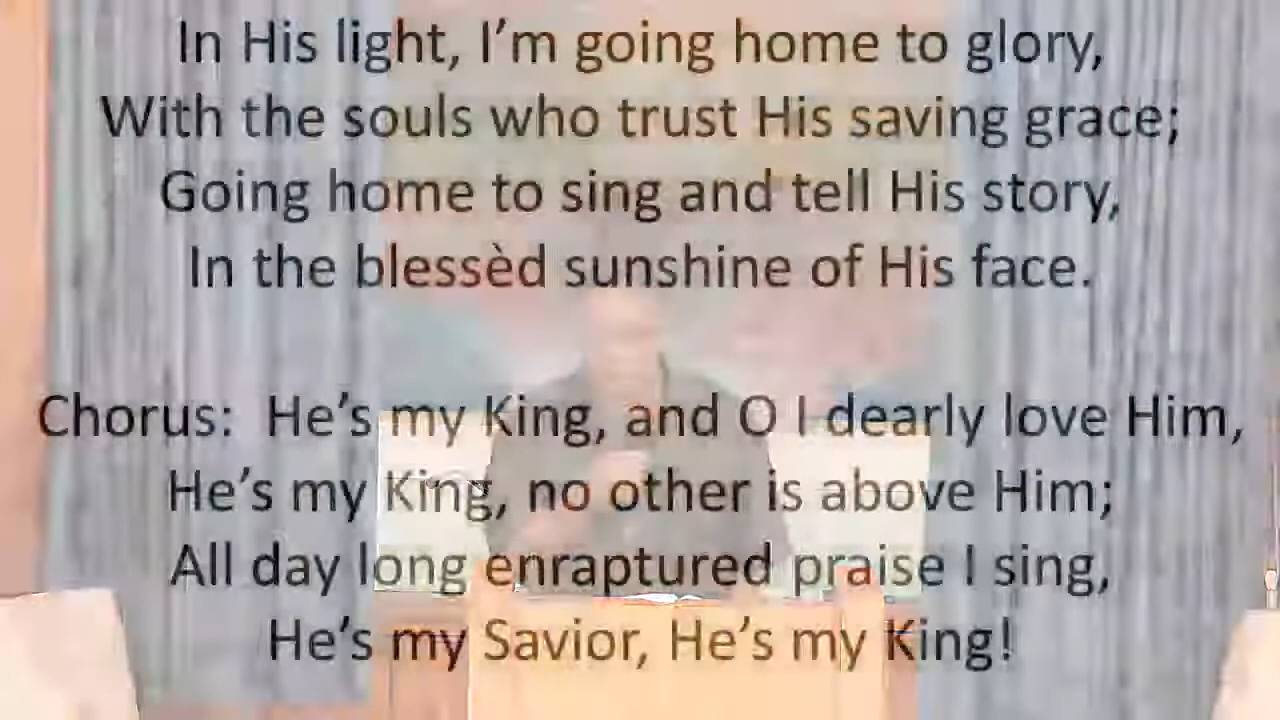 In His light, I’m going home to glory,
With the souls who trust His saving grace;
Going home to sing and tell His story,
In the blessèd sunshine of His face.
Chorus:  He’s my King, and O I dearly love Him,
He’s my King, no other is above Him;
All day long enraptured praise I sing,
He’s my Savior, He’s my King!